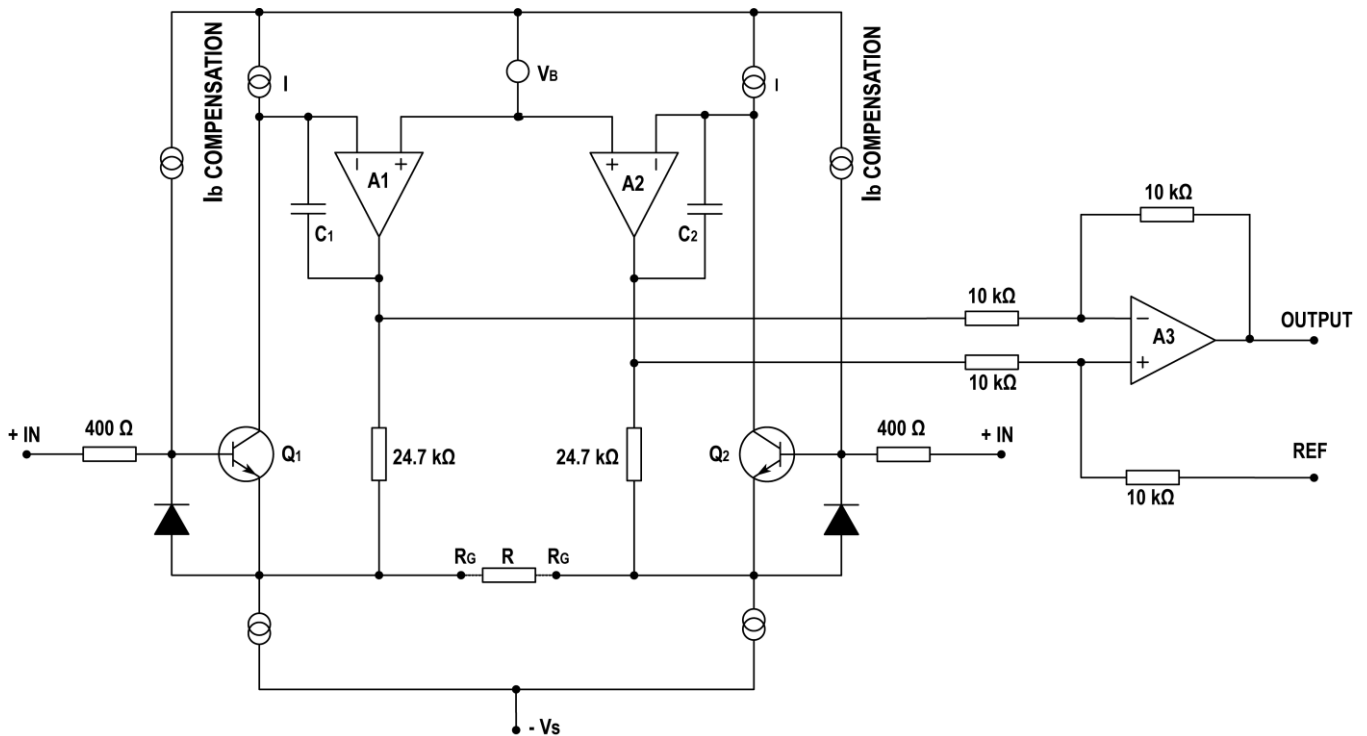 Ib COMPENSATION
I
VB
I
Ib COMPENSATION
A1
A2
C1
C2
10 kΩ
10 kΩ
A3
OUTPUT
10 kΩ
+ IN
400 Ω
Q1
24.7 kΩ
24.7 kΩ
Q2
400 Ω
+ IN
REF
10 kΩ
RG
R
RG
- Vs